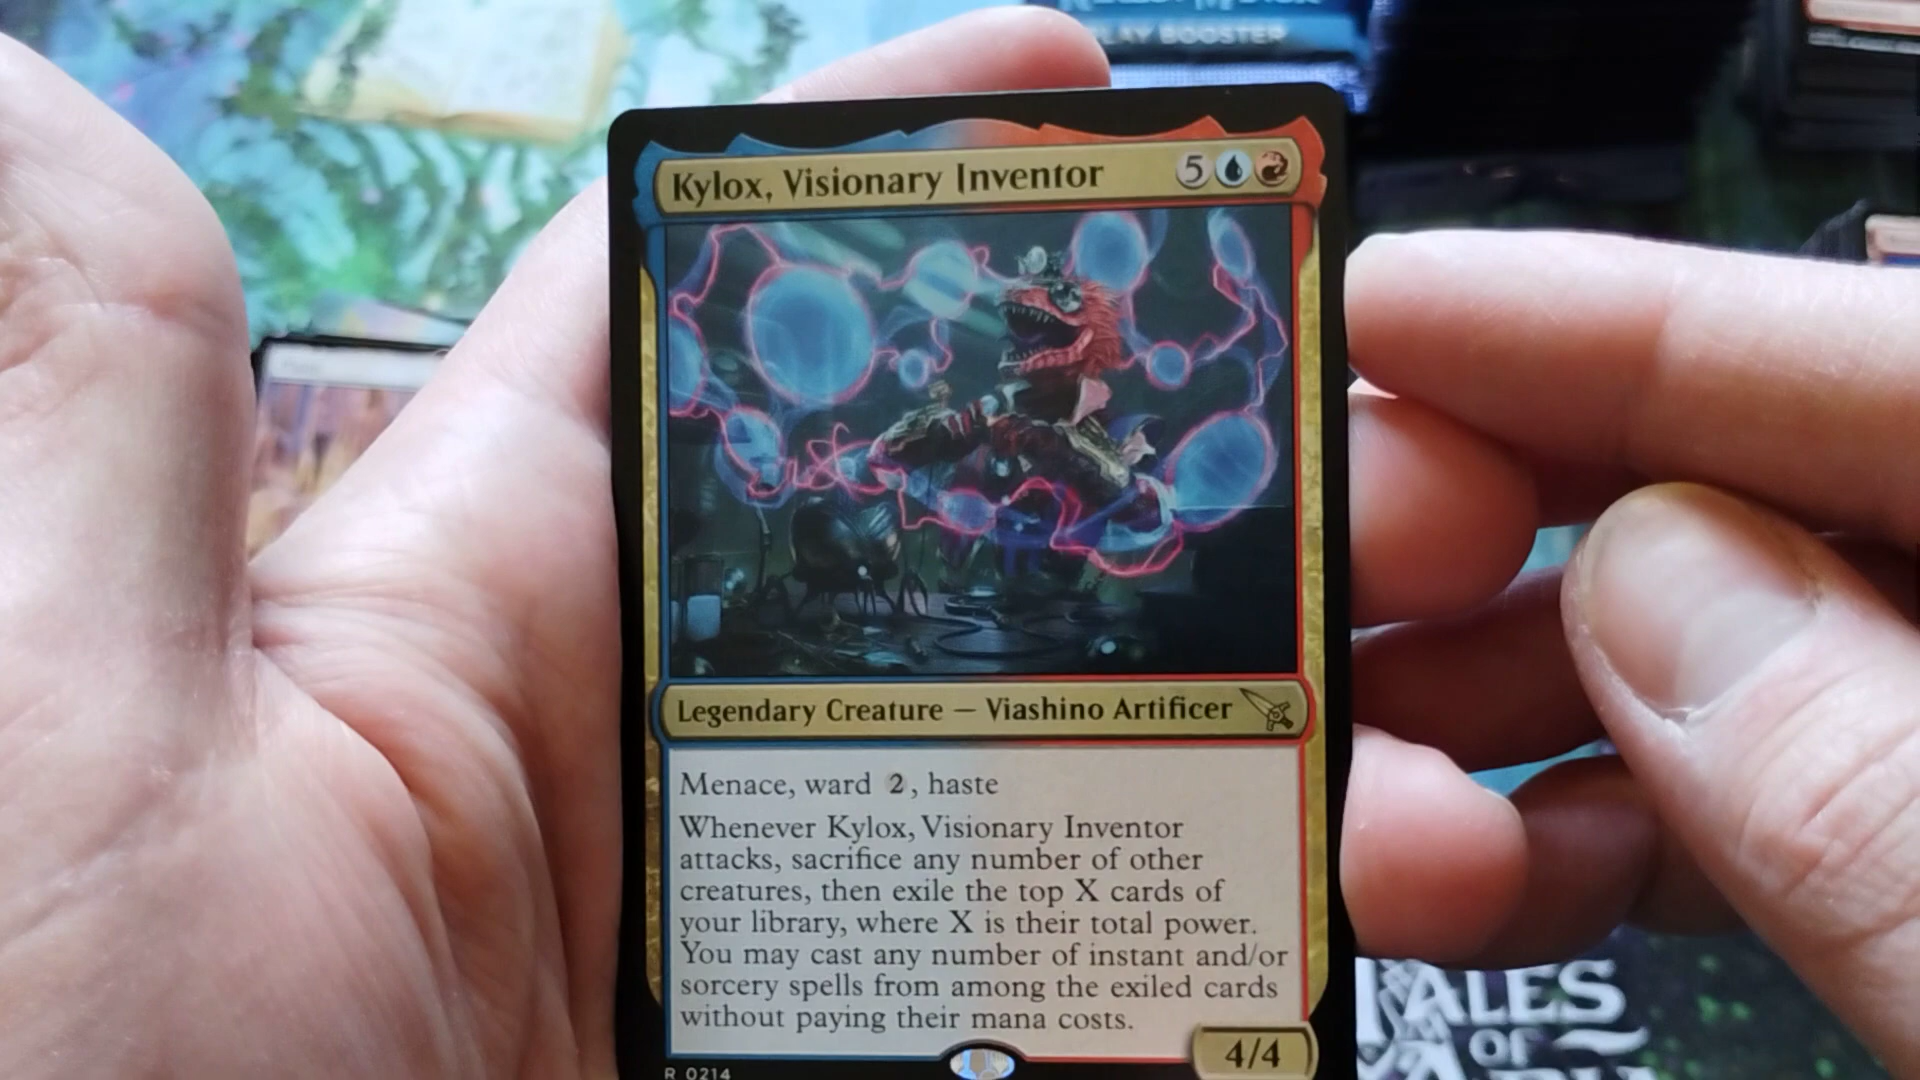 LAY BOOSTER
Kylox, Visionary Inventor 5
Legendary Creature — Viashino Artificer
Menace, ward 2, haste
Whenever Kylox, Visionary Inventor
attacks, sacrifice any number of other
creatures, then exile the top X cards of
your library, where X is their total power.
You may cast any number of instant and/or
sorcery spells from among the exiled cards
without paying their mana costs.
4/4
R 0214
TALES
OF